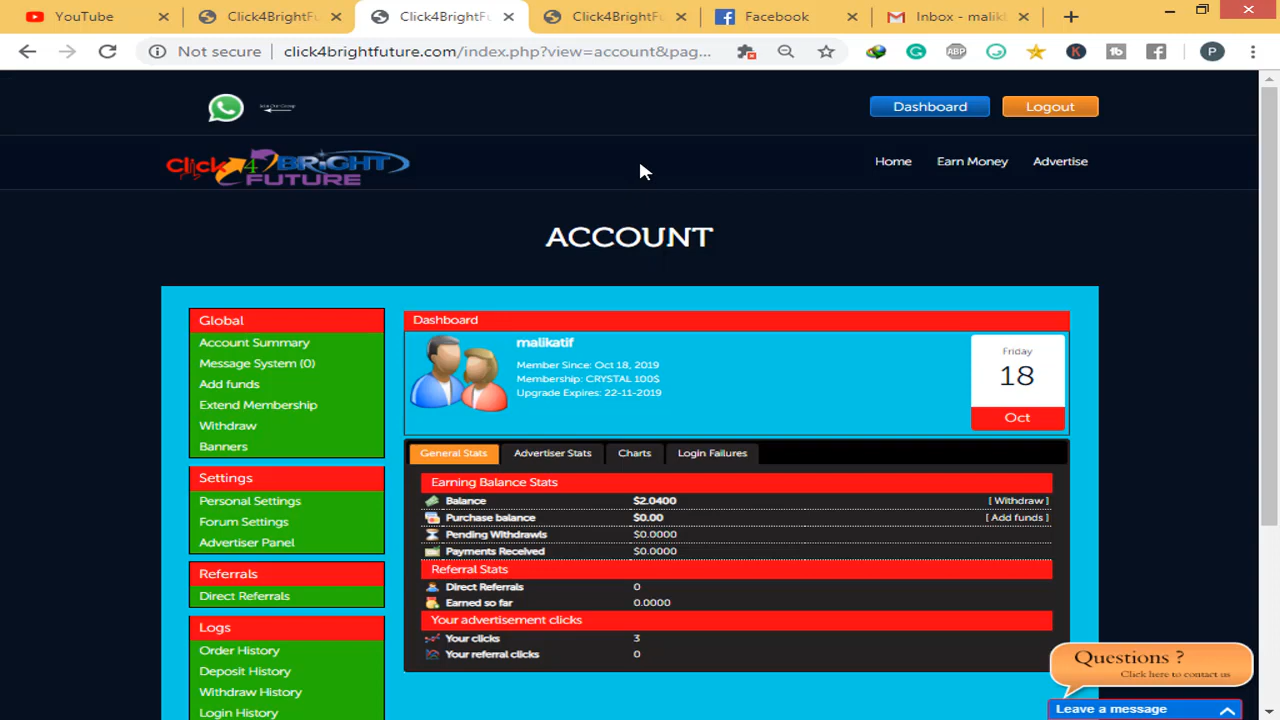 YouTube
Click4BrightFu
Click4BrightFu
Click4BrightFu
Facebook
Inbox - malik
Not secure
click4brightfuture.com/index.php?view=account&pag...
ABP
K
P
Dashboard
Logout
Click4 BRIGHT
FUTURE
Home
Earn Money
Advertise
ACCOUNT
Global
Account Summary
Message System (0)
Add funds
Extend Membership
Withdraw
Banners
Settings
Personal Settings
Forum Settings
Advertiser Panel
Referrals
Direct Referrals
Logs
Order History
Deposit History
Withdraw History
Login History
Dashboard
malikatif
Member Since: Oct 18, 2019
Membership: CRYSTAL 100$
Upgrade Expires: 22-11-2019
Friday
18
Oct
General Stats
Advertiser Stats
Charts
Login Failures
Earning Balance Stats
Balance $2.0400 [ Withdraw ]
Purchase balance $0.00 [ Add funds ]
Pending Withdrawls $0.0000
Payments Received $0.0000
Referral Stats
Direct Referrals 0
Earned so far 0.0000
Your advertisement clicks
Your clicks 3
Your referral clicks 0
Questions ?
Click here to contact us
Leave a message